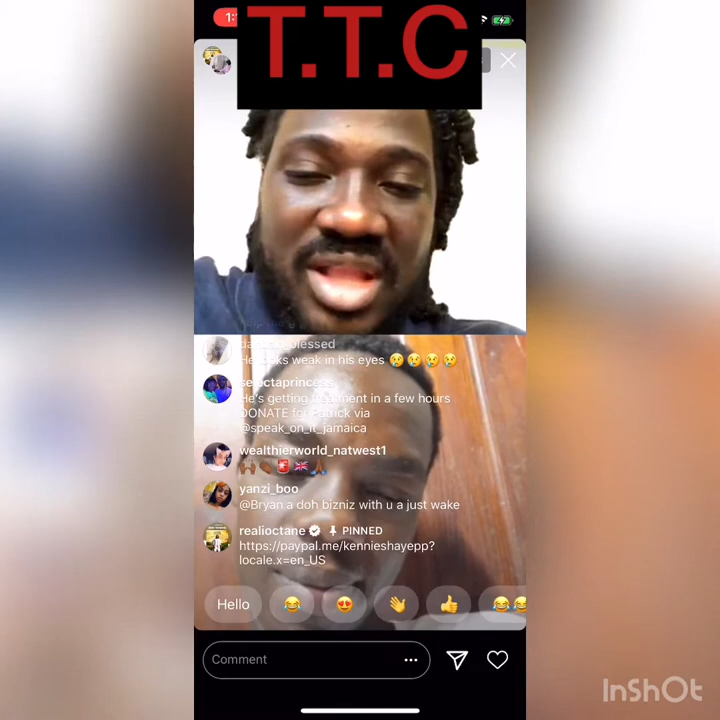 1:
T.T.C
He looks weak in his eyes 😢😢😢😢
selectaprincess
He's getting treatment in a few hours
DONATE for Patrick via
@speak_on_it_jamaica
wealthierworld_natwest1
🙌🏾👏🏾🚨🇬🇧🙏🏾
yanzi_boo
@Bryan a doh bizniz with u a just wake
realioctane PINNED
https://paypal.me/kennieshayepp?
locale.x=en_US
Hello 😂 😍 👋 👍 😂😂
Comment
InShOt